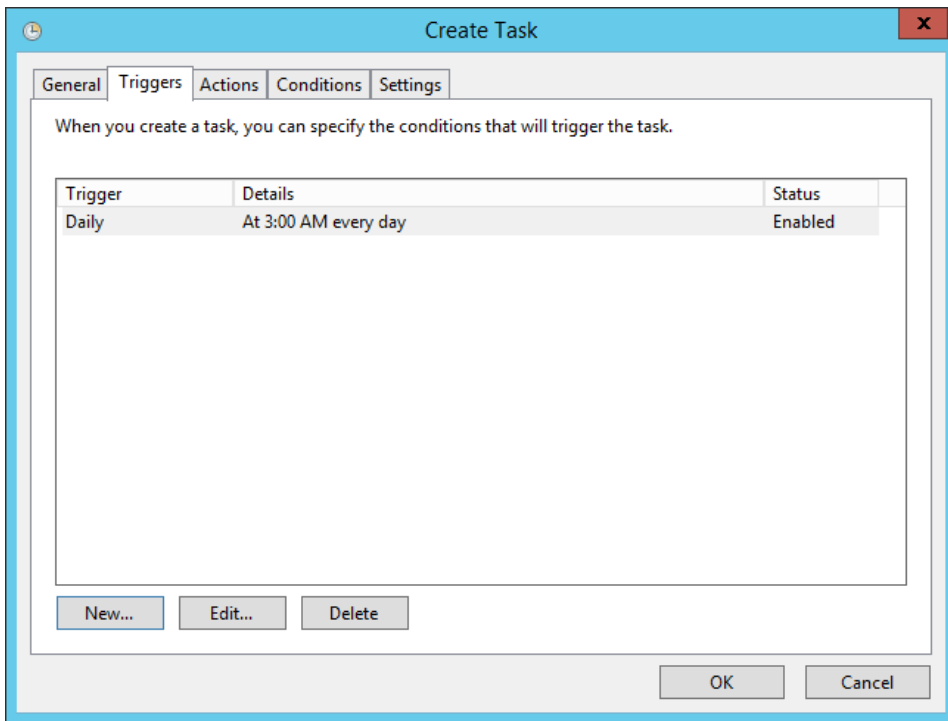 Create Task
x
General Triggers Actions Conditions Settings
When you create a task, you can specify the conditions that will trigger the task.
Trigger Details Status
Daily At 3:00 AM every day Enabled
New... Edit... Delete
OK Cancel